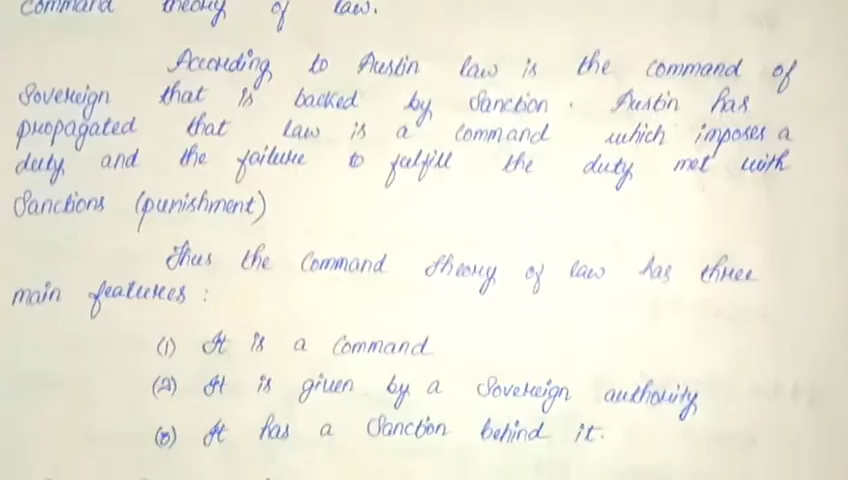 Command theory of law.
According to Austin law is the command of
Sovereign that is backed by Sanction. Austin has
propagated that law is a command which imposes a
duty and the failure to fulfill the duty met with
Sanctions (punishment)
Thus the Command theory of law has three
main features :
(1) It is a Command
(2) It is given by a Sovereign authority
(3) It has a Sanction behind it.